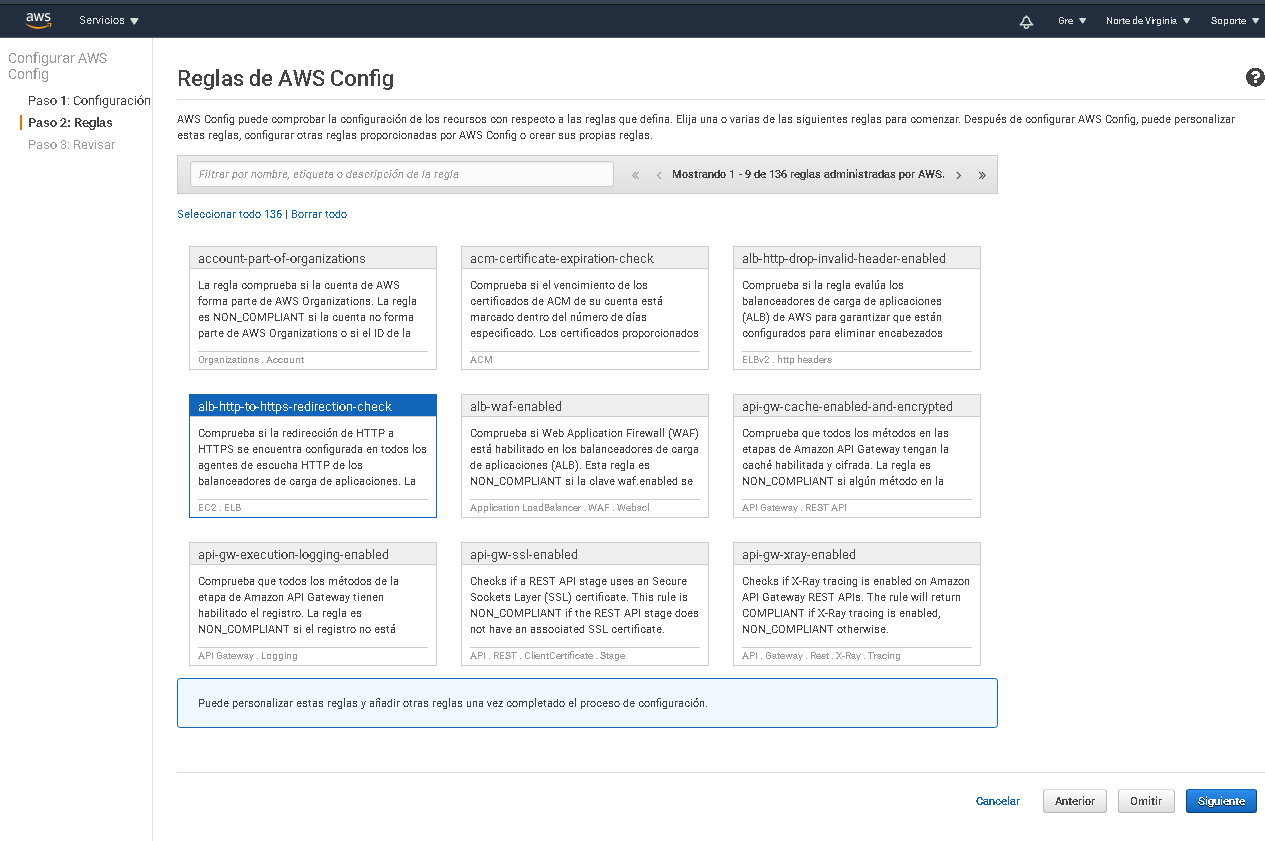 aws
Servicios
Gre
Norte de Virginia
Soporte
Configurar AWS
Config
Paso 1: Configuración
Paso 2: Reglas
Paso 3: Revisar
Reglas de AWS Config
?
AWS Config puede comprobar la configuración de los recursos con respecto a las reglas que defina. Elija una o varias de las siguientes reglas para comenzar. Después de configurar AWS Config, puede personalizar
estas reglas, configurar otras reglas proporcionadas por AWS Config o crear sus propias reglas.
Filtrar por nombre, etiqueta o descripción de la regla
« ‹ Mostrando 1 - 9 de 136 reglas administradas por AWS. › »
Seleccionar todo 136 | Borrar todo
account-part-of-organizations
La regla comprueba si la cuenta de AWS
forma parte de AWS Organizations. La regla
es NON_COMPLIANT si la cuenta no forma
parte de AWS Organizations o si el ID de la
Organizations . Account
acm-certificate-expiration-check
Comprueba si el vencimiento de los
certificados de ACM de su cuenta está
marcado dentro del número de días
especificado. Los certificados proporcionados
ACM
alb-http-drop-invalid-header-enabled
Comprueba si la regla evalúa los
balanceadores de carga de aplicaciones
(ALB) de AWS para garantizar que están
configurados para eliminar encabezados
ELBv2 . http headers
alb-http-to-https-redirection-check
Comprueba si la redirección de HTTP a
HTTPS se encuentra configurada en todos los
agentes de escucha HTTP de los
balanceadores de carga de aplicaciones. La
EC2 . ELB
alb-waf-enabled
Comprueba si Web Application Firewall (WAF)
está habilitado en los balanceadores de carga
de aplicaciones (ALB). Esta regla es
NON_COMPLIANT si la clave waf.enabled se
Application LoadBalancer . WAF . Webacl
api-gw-cache-enabled-and-encrypted
Comprueba que todos los métodos en las
etapas de Amazon API Gateway tengan la
caché habilitada y cifrada. La regla es
NON_COMPLIANT si algún método en la
API Gateway . REST API
api-gw-execution-logging-enabled
Comprueba que todos los métodos de la
etapa de Amazon API Gateway tienen
habilitado el registro. La regla es
NON_COMPLIANT si el registro no está
API Gateway . Logging
api-gw-ssl-enabled
Checks if a REST API stage uses an Secure
Sockets Layer (SSL) certificate. This rule is
NON_COMPLIANT if the REST API stage does
not have an associated SSL certificate.
API . REST . ClientCertificate . Stage
api-gw-xray-enabled
Checks if X-Ray tracing is enabled on Amazon
API Gateway REST APIs. The rule will return
COMPLIANT if X-Ray tracing is enabled,
NON_COMPLIANT otherwise.
API . Gateway . Rest . X-Ray . Tracing
Puede personalizar estas reglas y añadir otras reglas una vez completado el proceso de configuración.
Cancelar
Anterior
Omitir
Siguiente